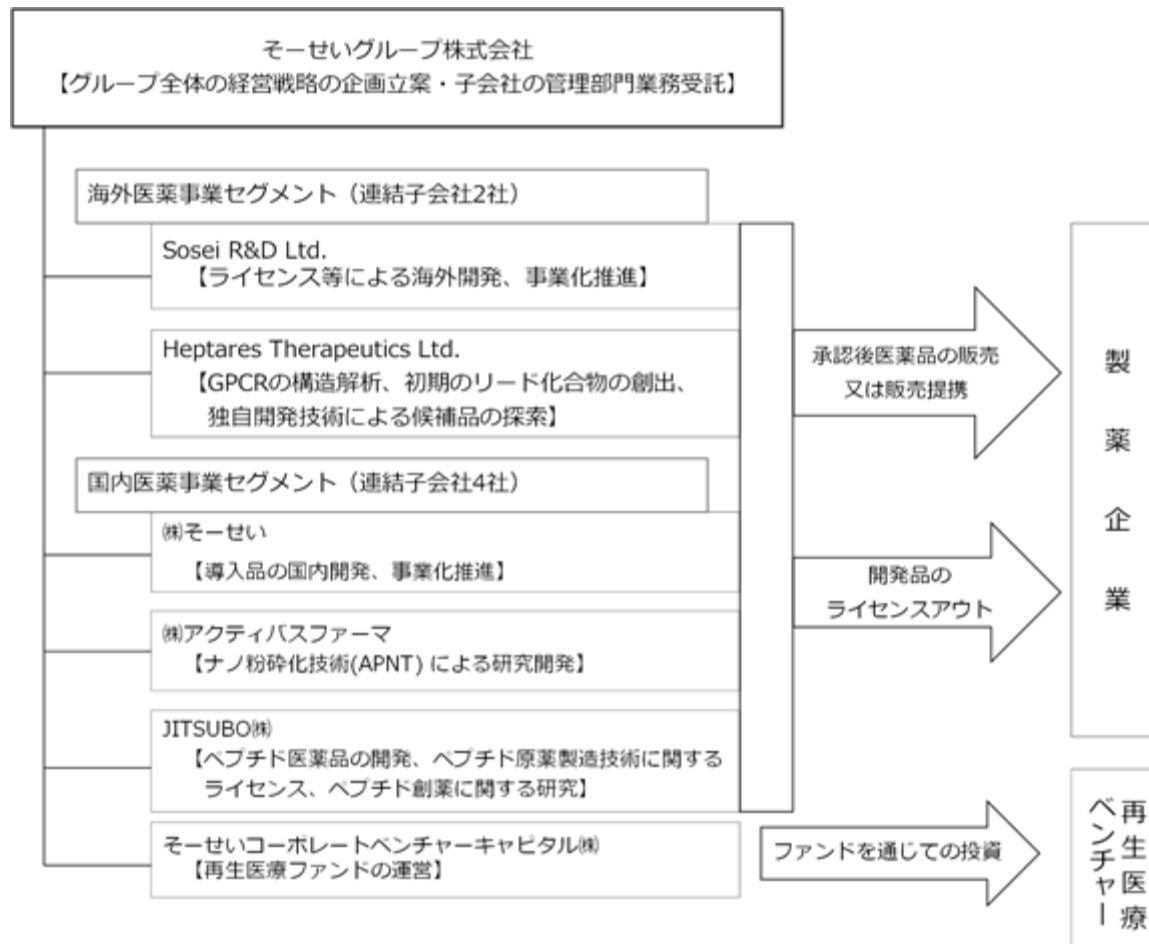 そーせいグループ株式会社
【グループ全体の経営戦略の企画立案・子会社の管理部門業務受託】
海外医薬事業セグメント（連結子会社2社）
Sosei R&D Ltd.
【ライセンス等による海外開発、事業化推進】
Heptares Therapeutics Ltd.
【GPCRの構造解析、初期のリード化合物の創出、
独自開発技術による候補品の探索】
国内医薬事業セグメント（連結子会社4社）
㈱そーせい
【導入品の国内開発、事業化推進】
㈱アクティバスファーマ
【ナノ粉砕化技術(APNT) による研究開発】
JITSUBO㈱
【ペプチド医薬品の開発、ペプチド原薬製造技術に関する
ライセンス、ペプチド創薬に関する研究】
そーせいコーポレートベンチャーキャピタル㈱
【再生医療ファンドの運営】
承認後医薬品の販売
又は販売提携
開発品の
ライセンスアウト
ファンドを通じての投資
製薬企業
再生医療
ベンチャー